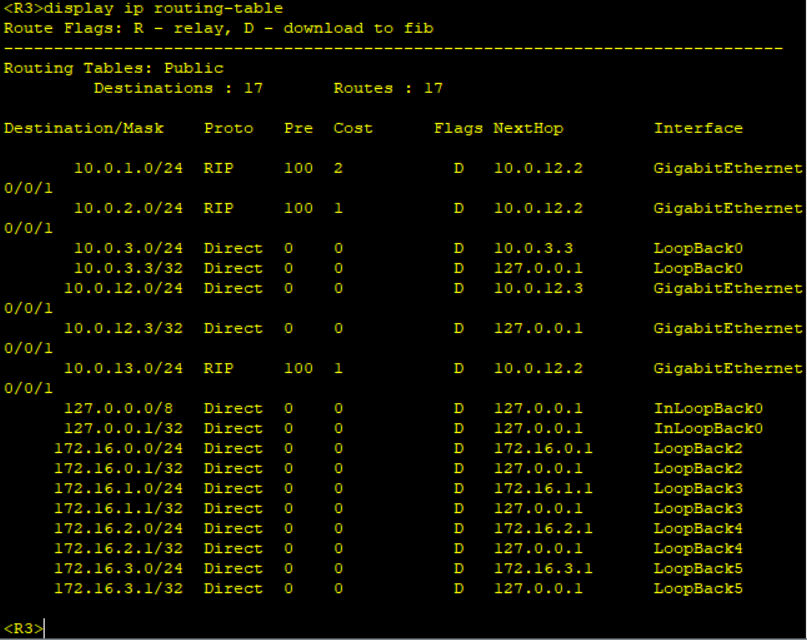 <R3>display ip routing-table
Route Flags: R - relay, D - download to fib
------------------------------------------------------------------------------
Routing Tables: Public
         Destinations : 17       Routes : 17

Destination/Mask    Proto   Pre  Cost      Flags NextHop         Interface

       10.0.1.0/24  RIP     100  2           D   10.0.12.2       GigabitEthernet
0/0/1
       10.0.2.0/24  RIP     100  1           D   10.0.12.2       GigabitEthernet
0/0/1
       10.0.3.0/24  Direct  0    0           D   10.0.3.3        LoopBack0
       10.0.3.3/32  Direct  0    0           D   127.0.0.1       LoopBack0
      10.0.12.0/24  Direct  0    0           D   10.0.12.3       GigabitEthernet
0/0/1
      10.0.12.3/32  Direct  0    0           D   127.0.0.1       GigabitEthernet
0/0/1
      10.0.13.0/24  RIP     100  1           D   10.0.12.2       GigabitEthernet
0/0/1
      127.0.0.0/8   Direct  0    0           D   127.0.0.1       InLoopBack0
      127.0.0.1/32  Direct  0    0           D   127.0.0.1       InLoopBack0
     172.16.0.0/24  Direct  0    0           D   172.16.0.1      LoopBack2
     172.16.0.1/32  Direct  0    0           D   127.0.0.1       LoopBack2
     172.16.1.0/24  Direct  0    0           D   172.16.1.1      LoopBack3
     172.16.1.1/32  Direct  0    0           D   127.0.0.1       LoopBack3
     172.16.2.0/24  Direct  0    0           D   172.16.2.1      LoopBack4
     172.16.2.1/32  Direct  0    0           D   127.0.0.1       LoopBack4
     172.16.3.0/24  Direct  0    0           D   172.16.3.1      LoopBack5
     172.16.3.1/32  Direct  0    0           D   127.0.0.1       LoopBack5

<R3>